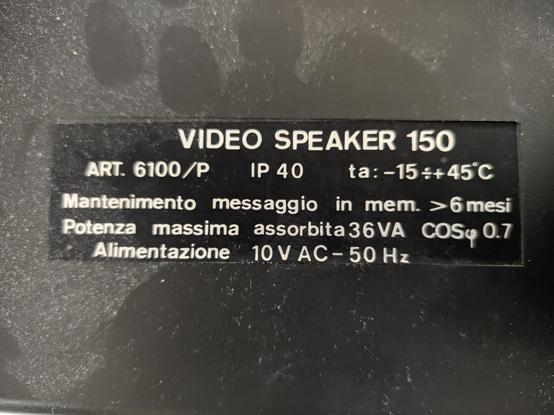 VIDEO SPEAKER 150
ART. 6100/P IP 40 ta: -15÷+45°C
Mantenimento messaggio in mem. >6 mesi
Potenza massima assorbita 36VA COSφ 0.7
Alimentazione 10V AC-50 Hz